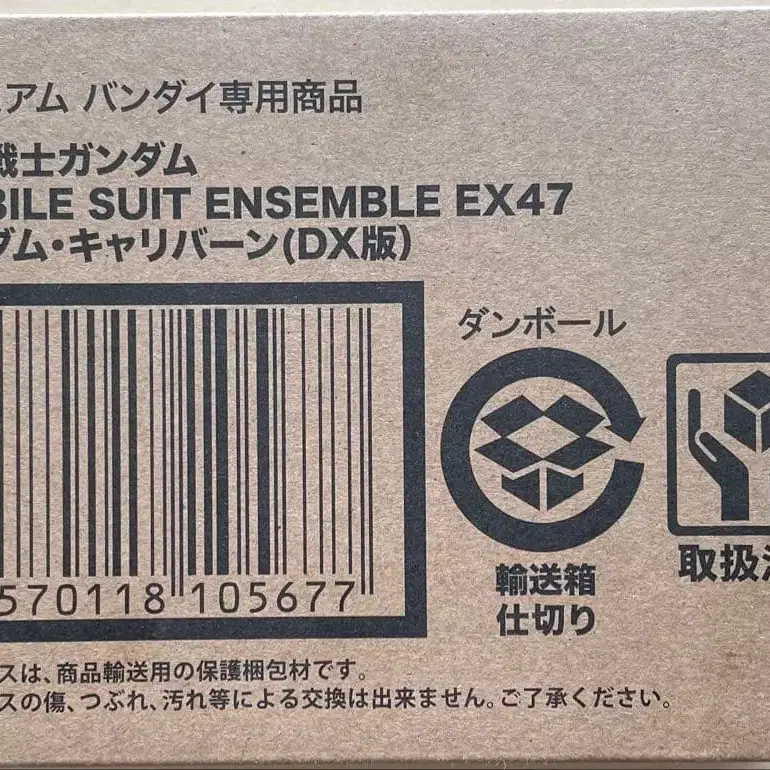 ュアム バンダイ専用商品
戦士ガンダム
BILE SUIT ENSEMBLE EX47
ダム・キャリバーン(DX版)
ダンボール
570118 105677
輸送箱
仕切り
取扱注
スは、商品輸送用の保護梱包材です。
スの傷、つぶれ、汚れ等による交換は出来ません。ご了承ください。